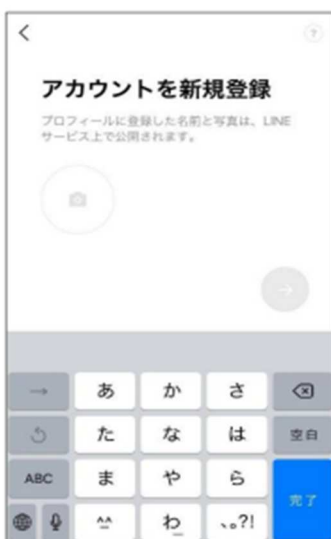 ?
アカウントを新規登録
プロフィールに登録した名前と写真は、LINE
サービス上で公開されます。
→ あ か さ
た な は 空白
ABC ま や ら
完了
^^ わ_ 、。?!